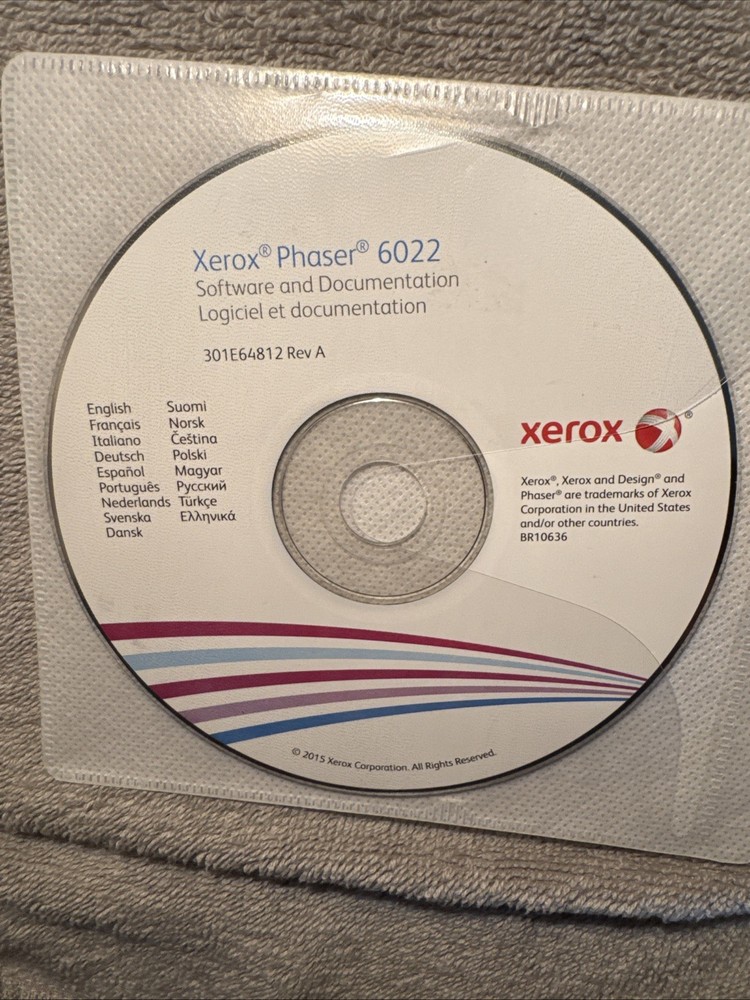 Xerox® Phaser® 6022
Software and Documentation
Logiciel et documentation
301E64812 Rev A
English
Français
Italiano
Deutsch
Español
Português
Nederlands
Svenska
Dansk
Suomi
Norsk
Čeština
Polski
Magyar
Русский
Türkçe
Ελληνικά
xerox ®
Xerox®, Xerox and Design® and
Phaser® are trademarks of Xerox
Corporation in the United States
and/or other countries.
BR10636
© 2015 Xerox Corporation. All Rights Reserved.